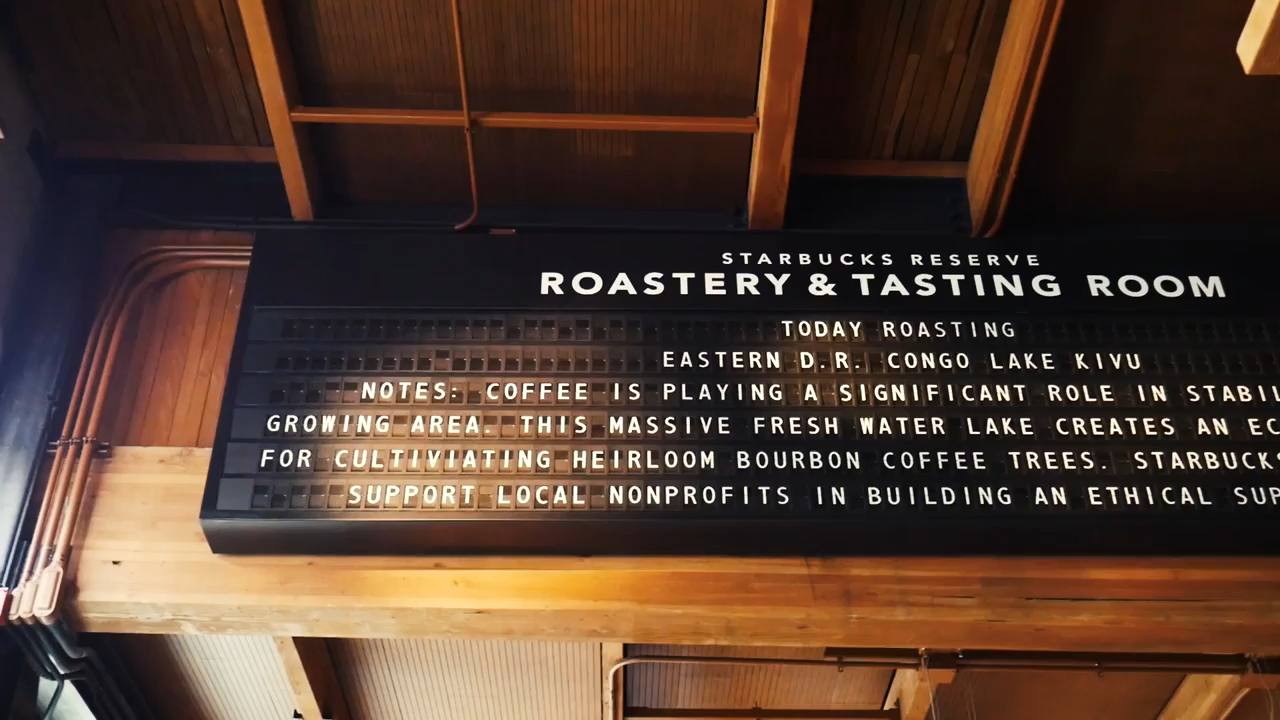 STARBUCKS RESERVE
ROASTERY & TASTING ROOM
TODAY ROASTING
EASTERN D.R. CONGO LAKE KIVU
NOTES: COFFEE IS PLAYING A SIGNIFICANT ROLE IN
GROWING AREA. THIS MASSIVE FRESH WATER LAKE CREATES AN
FOR CULTIVIATING HEIRLOOM BOURBON COFFEE TREES. STARBUCKS
SUPPORT LOCAL NONPROFITS IN BUILDING AN ETHICAL